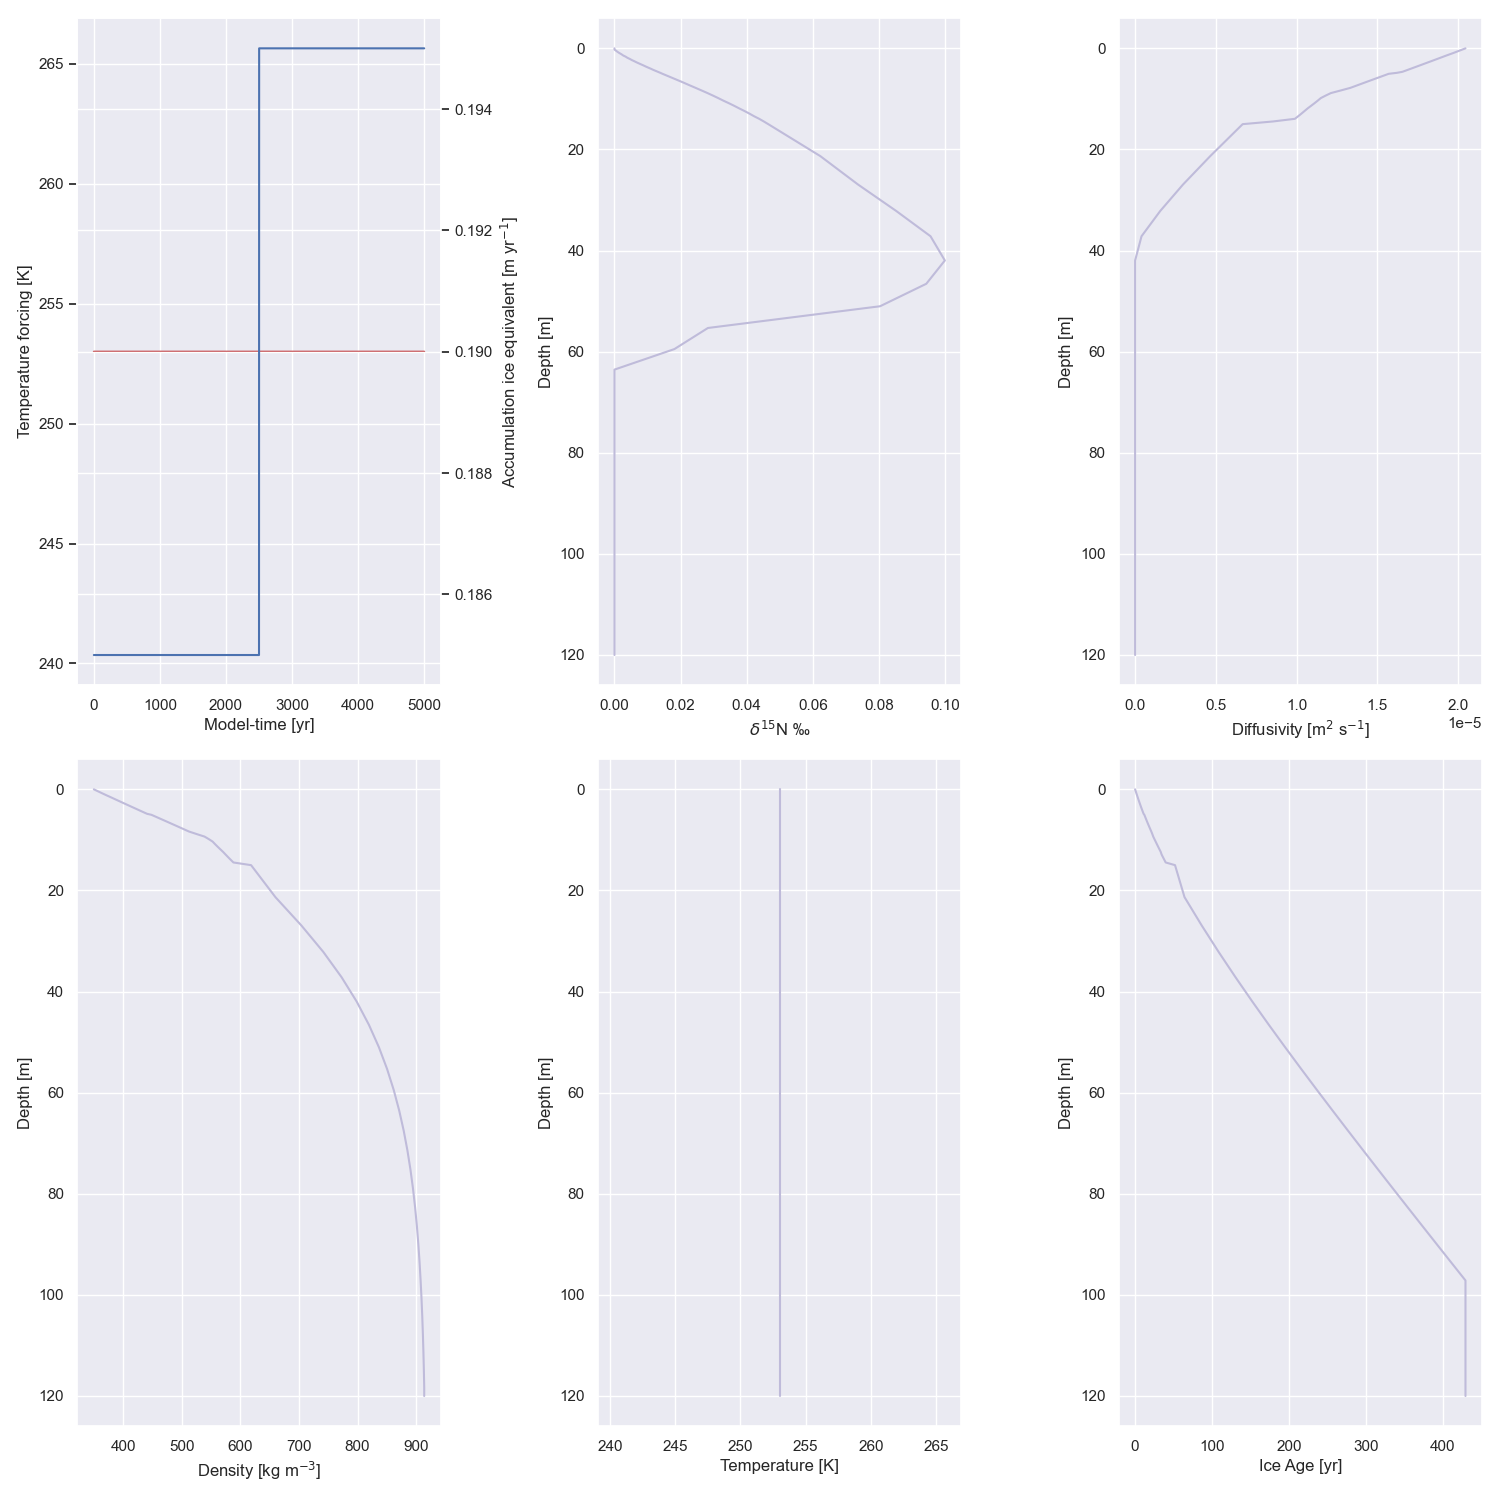 265
260
255
250
245
240
Temperature forcing [K]
0 1000 2000 3000 4000 5000
Model-time [yr]
0.194
0.192
0.190
0.188
0.186
Accumulation ice equivalent [m yr⁻¹]
0
20
40
60
80
100
120
Depth [m]
0.00 0.02 0.04 0.06 0.08 0.10
δ¹⁵N ‰
0
20
40
60
80
100
120
Depth [m]
0.0 0.5 1.0 1.5 2.0
1e−5
Diffusivity [m² s⁻¹]
0
20
40
60
80
100
120
Depth [m]
400 500 600 700 800 900
Density [kg m⁻³]
0
20
40
60
80
100
120
Depth [m]
240 245 250 255 260 265
Temperature [K]
0
20
40
60
80
100
120
Depth [m]
0 100 200 300 400
Ice Age [yr]